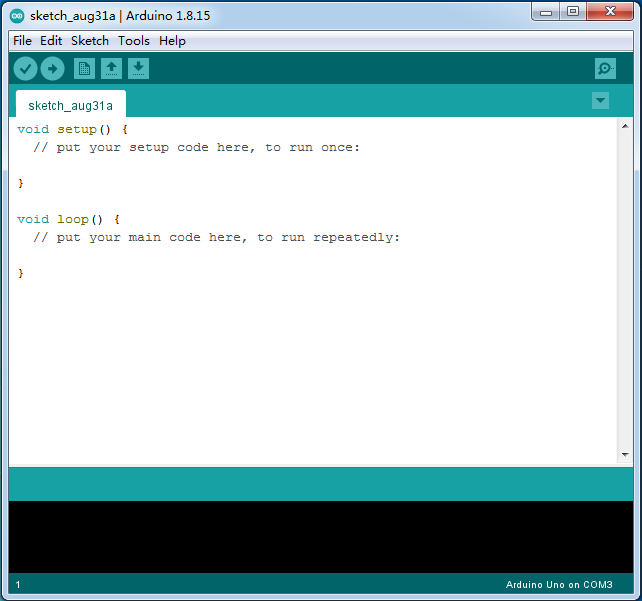 sketch_aug31a | Arduino 1.8.15
File Edit Sketch Tools Help
sketch_aug31a
void setup() {
  // put your setup code here, to run once:
}
void loop() {
  // put your main code here, to run repeatedly:
}
1
Arduino Uno on COM3